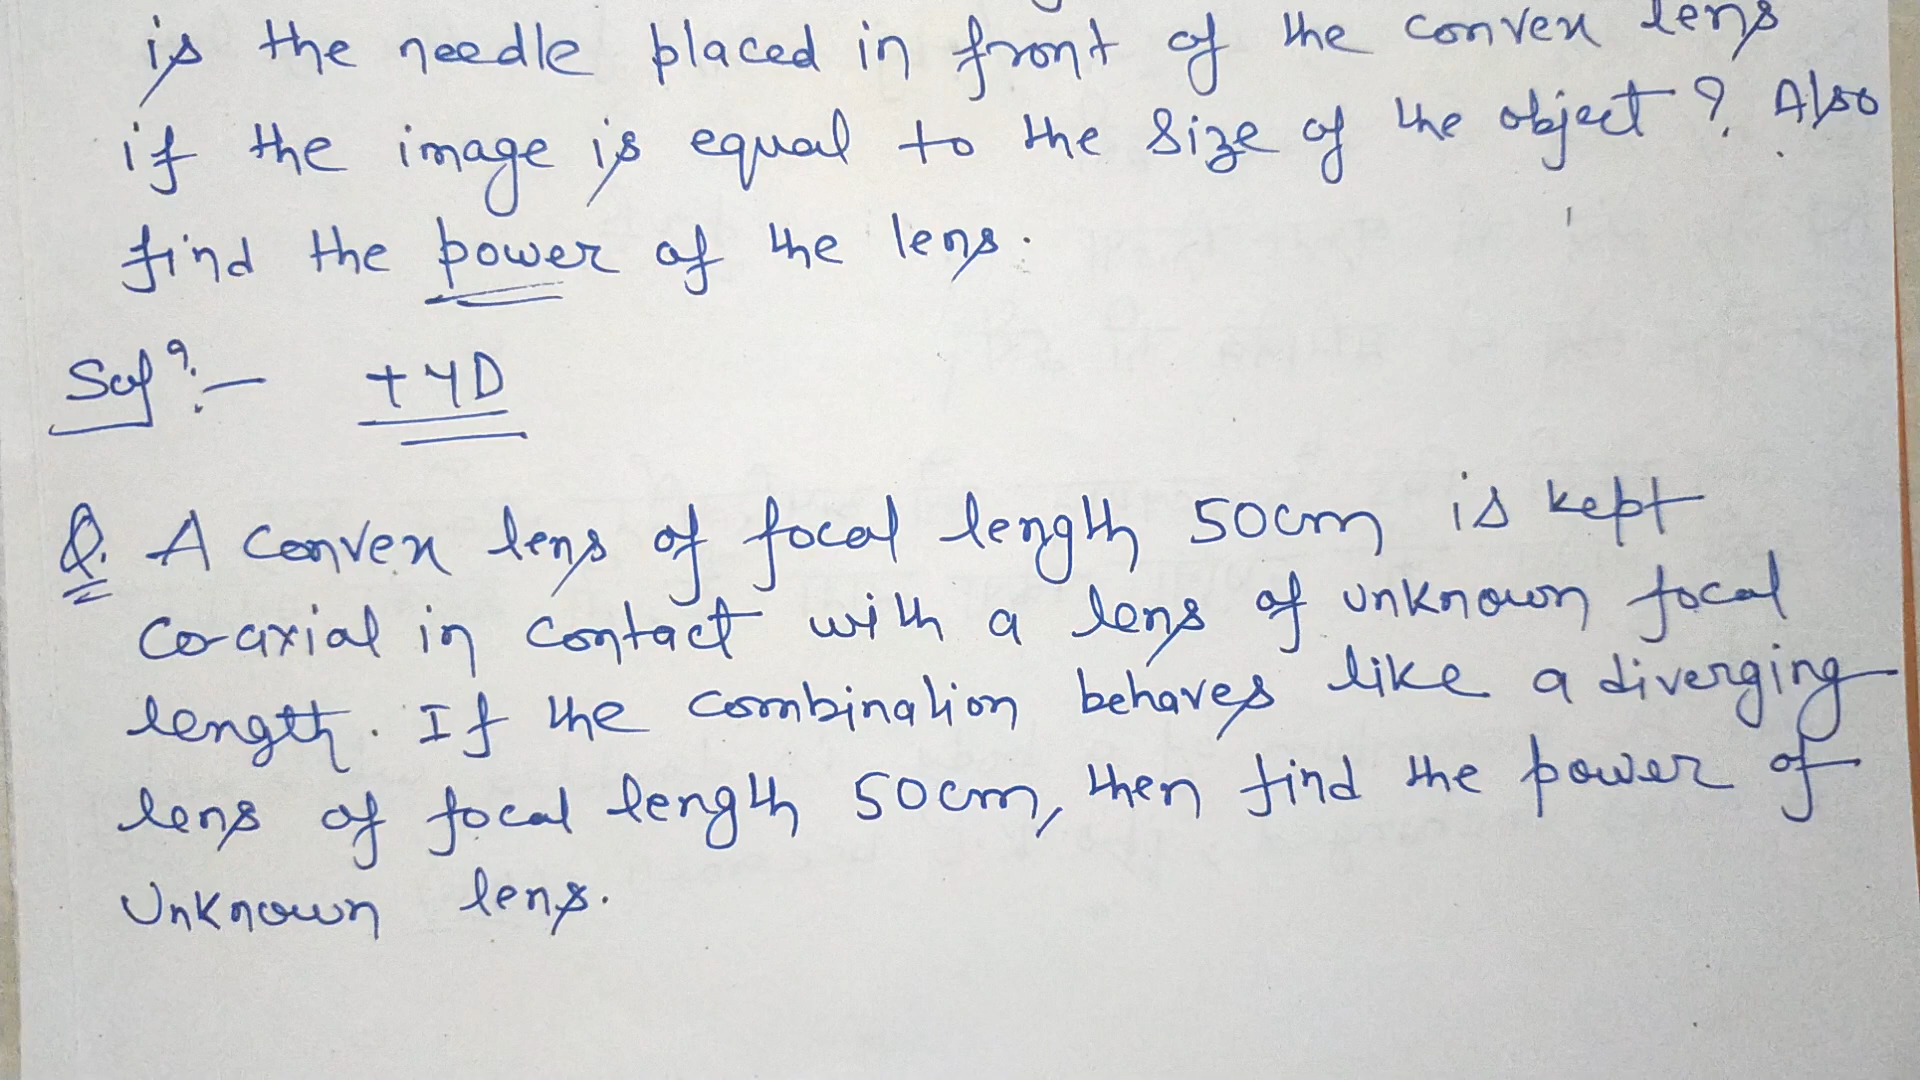 is the needle placed in front of the convex lens
if the image is equal to the size of the object? Also
find the power of the lens.
Solⁿ:- +4D
Q. A convex lens of focal length 50cm is kept
co-axial in contact with a lens of unknown focal
length. If the combination behaves like a diverging
lens of focal length 50cm, then find the power of
Unknown lens.